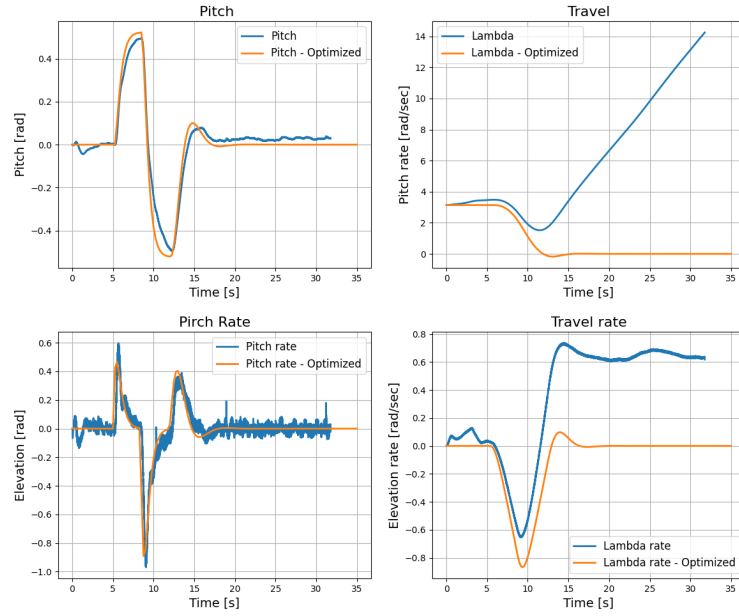 Pitch
Pitch [rad]
0.4
0.2
0.0
−0.2
−0.4
Pitch
Pitch - Optimized
0 5 10 15 20 25 30 35
Time [s]
Travel
Pitch rate [rad/sec]
14
12
10
8
6
4
2
0
Lambda
Lambda - Optimized
0 5 10 15 20 25 30 35
Time [s]
Pirch Rate
Elevation [rad]
0.6
0.4
0.2
0.0
−0.2
−0.4
−0.6
−0.8
−1.0
Pitch rate
Pitch rate - Optimized
0 5 10 15 20 25 30 35
Time [s]
Travel rate
Elevation rate [rad/sec]
0.8
0.6
0.4
0.2
0.0
−0.2
−0.4
−0.6
−0.8
Lambda rate
Lambda rate - Optimized
0 5 10 15 20 25 30 35
Time [s]